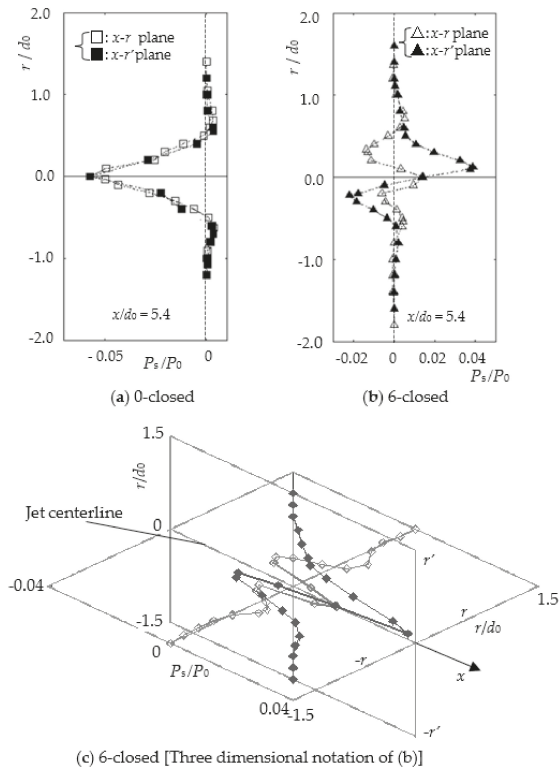 2.0
r / d0
: x-r plane
: x-r′ plane
1.0
0.0
-1.0
x/d0 = 5.4
-2.0
- 0.05
0
Ps/P0
(a) 0-closed
2.0
r / d0
: x-r plane
: x-r′ plane
1.0
0.0
-1.0
x/d0 = 5.4
-2.0
-0.02
0
0.02
0.04
Ps/P0
(b) 6-closed
1.5
r/d0
Jet centerline
0
r′
-0.04
1.5
r
r/d0
-1.5
0
-r
Ps/P0
x
0.04
-1.5
-r′
(c) 6-closed [Three dimensional notation of (b)]